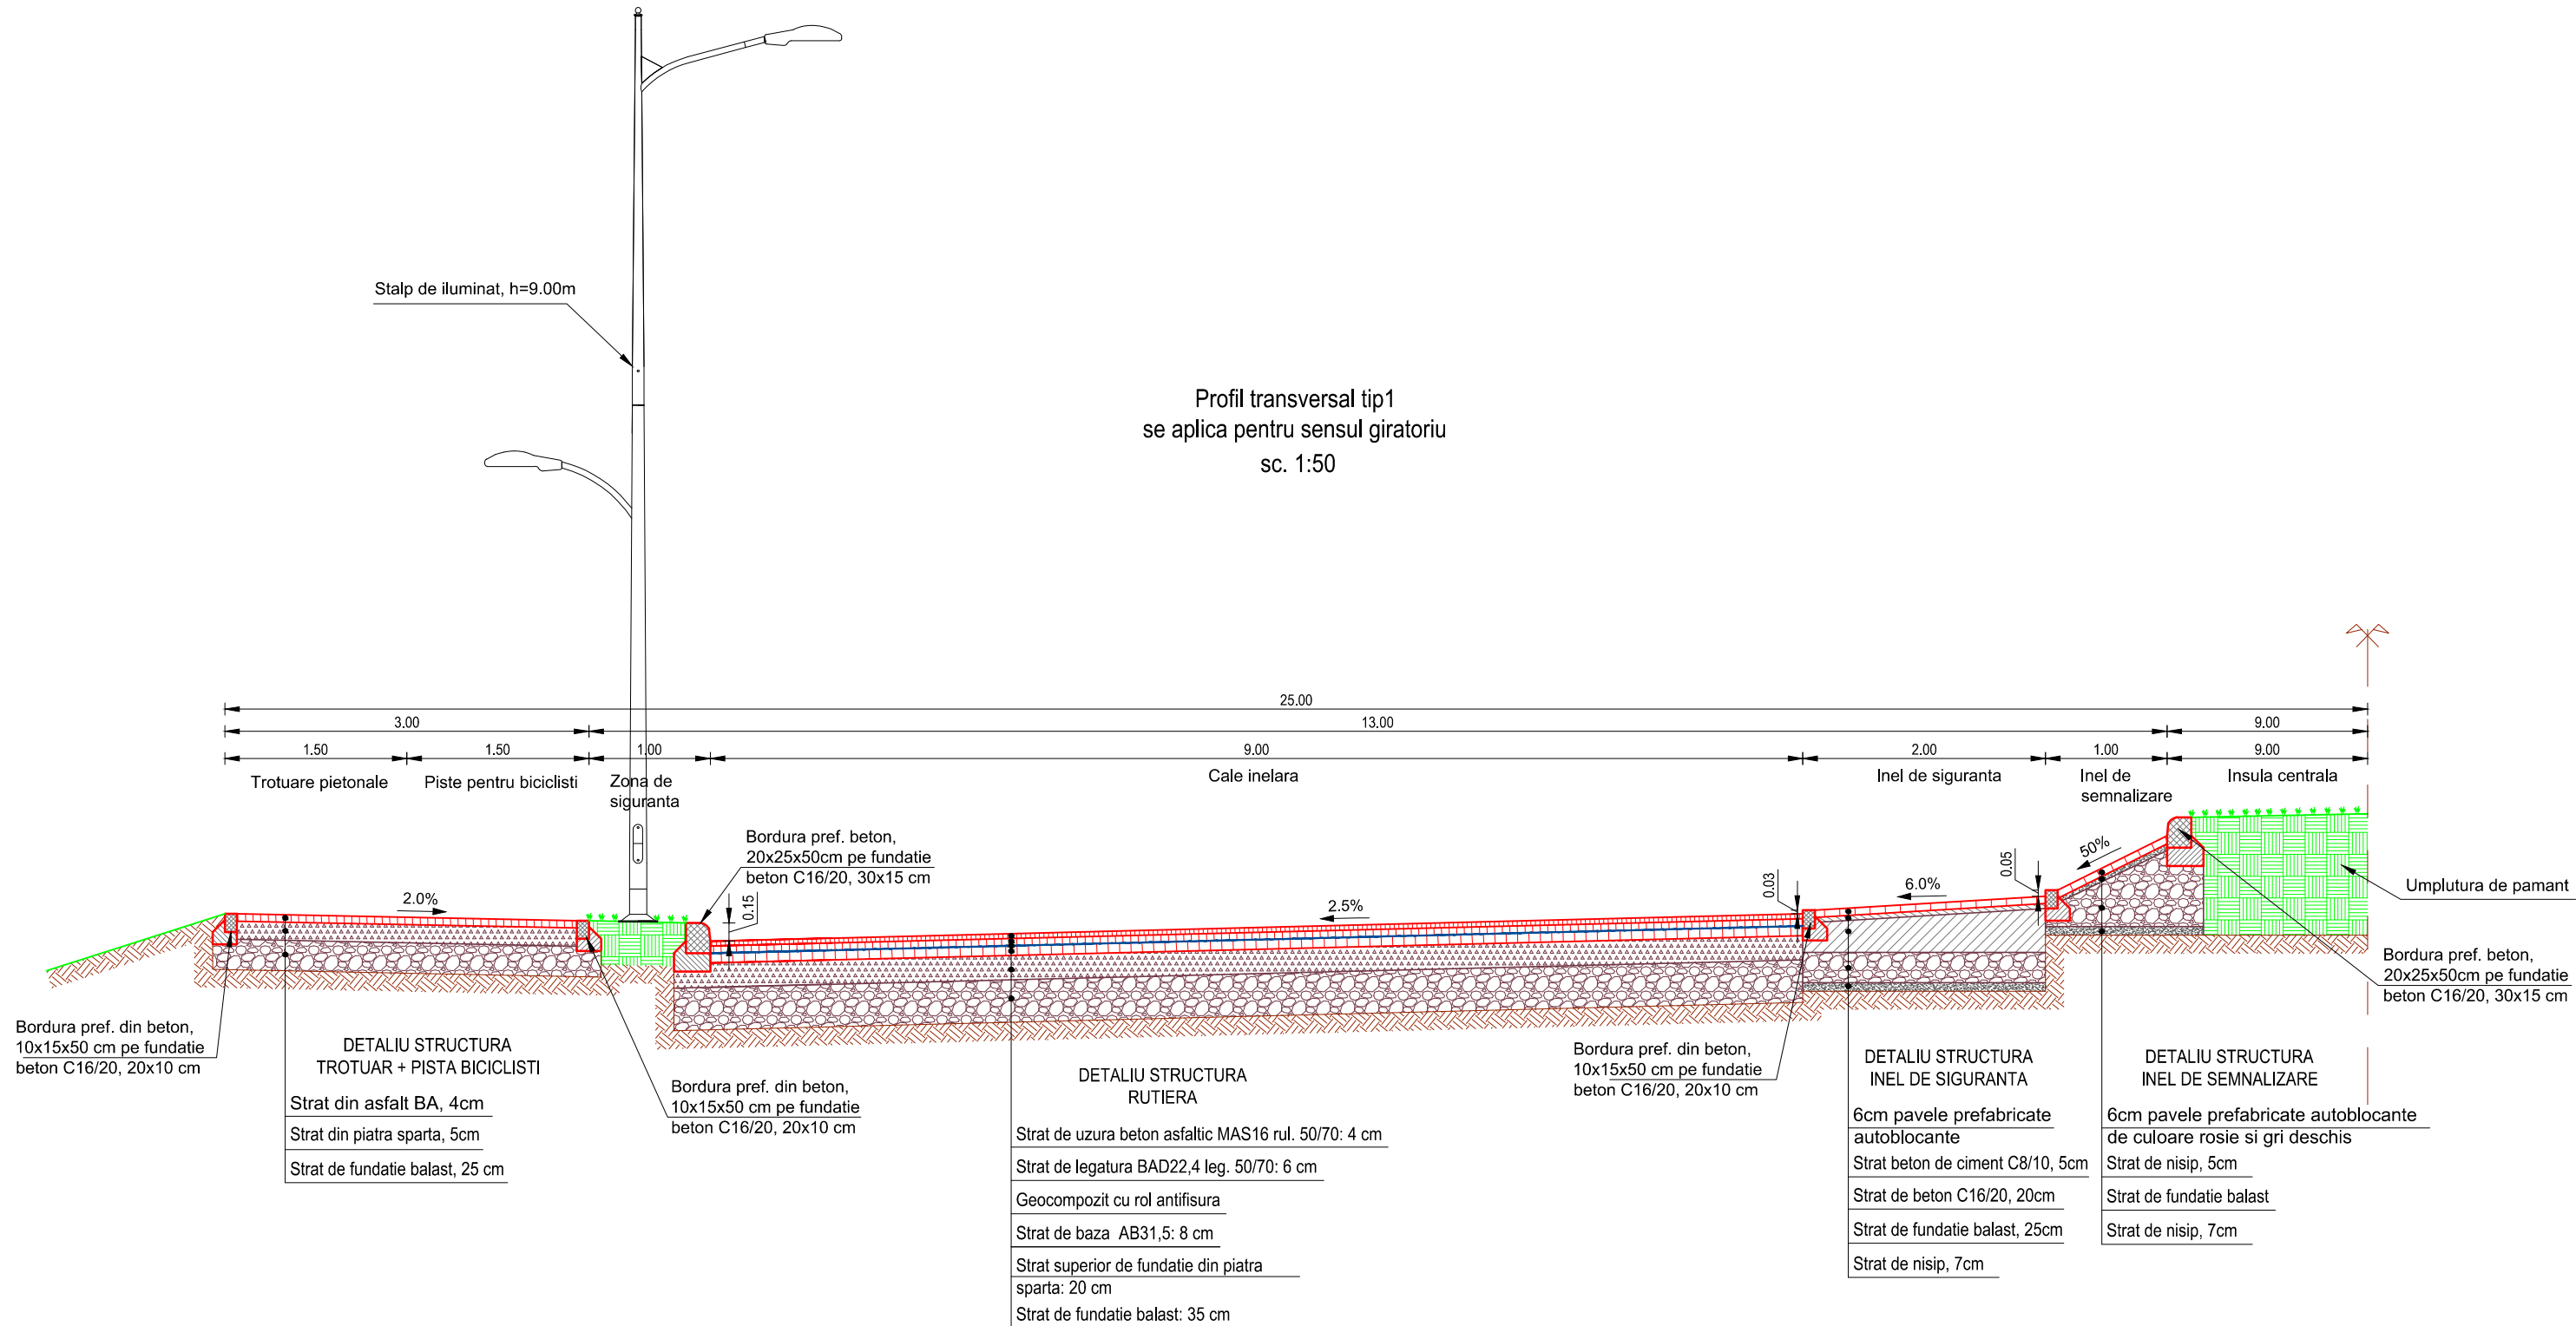 Stalp de iluminat, h=9.00m
Profil transversal tip1
se aplica pentru sensul giratoriu
sc. 1:50
25.00
3.00
13.00
9.00
1.50
1.50
1.00
9.00
2.00
1.00
9.00
Trotuare pietonale
Piste pentru biciclisti
Zona de
siguranta
Cale inelara
Inel de siguranta
Inel de
semnalizare
Insula centrala
Bordura pref. beton,
20x25x50cm pe fundatie
beton C16/20, 30x15 cm
2.0%
0.15
2.5%
0.03
6.0%
0.05
50%
Umplutura de pamant
Bordura pref. beton,
20x25x50cm pe fundatie
beton C16/20, 30x15 cm
Bordura pref. din beton,
10x15x50 cm pe fundatie
beton C16/20, 20x10 cm
DETALIU STRUCTURA
TROTUAR + PISTA BICICLISTI
Strat din asfalt BA, 4cm
Strat din piatra sparta, 5cm
Strat de fundatie balast, 25 cm
Bordura pref. din beton,
10x15x50 cm pe fundatie
beton C16/20, 20x10 cm
DETALIU STRUCTURA
RUTIERA
Strat de uzura beton asfaltic MAS16 rul. 50/70: 4 cm
Strat de legatura BAD22,4 leg. 50/70: 6 cm
Geocompozit cu rol antifisura
Strat de baza AB31,5: 8 cm
Strat superior de fundatie din piatra
sparta: 20 cm
Strat de fundatie balast: 35 cm
Bordura pref. din beton,
10x15x50 cm pe fundatie
beton C16/20, 20x10 cm
DETALIU STRUCTURA
INEL DE SIGURANTA
6cm pavele prefabricate
autoblocante
Strat beton de ciment C8/10, 5cm
Strat de beton C16/20, 20cm
Strat de fundatie balast, 25cm
Strat de nisip, 7cm
DETALIU STRUCTURA
INEL DE SEMNALIZARE
6cm pavele prefabricate autoblocante
de culoare rosie si gri deschis
Strat de nisip, 5cm
Strat de fundatie balast
Strat de nisip, 7cm